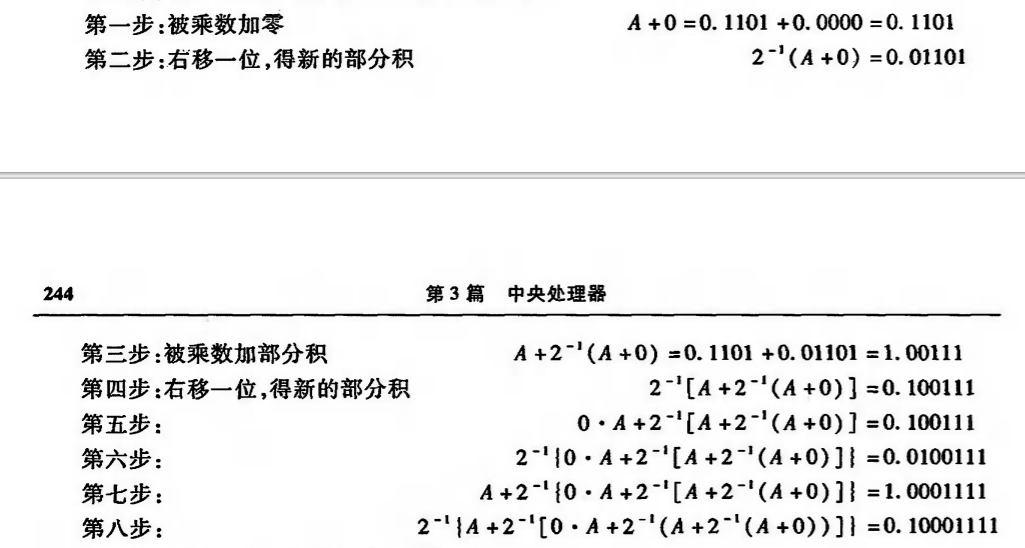 第一步:被乘数加零 A+0=0.1101+0.0000=0.1101
第二步:右移一位,得新的部分积 2⁻¹(A+0)=0.01101
244 第3篇 中央处理器
第三步:被乘数加部分积 A+2⁻¹(A+0)=0.1101+0.01101=1.00111
第四步:右移一位,得新的部分积 2⁻¹[A+2⁻¹(A+0)]=0.100111
第五步: 0·A+2⁻¹[A+2⁻¹(A+0)]=0.100111
第六步: 2⁻¹{0·A+2⁻¹[A+2⁻¹(A+0)]}=0.0100111
第七步: A+2⁻¹{0·A+2⁻¹[A+2⁻¹(A+0)]}=1.0001111
第八步: 2⁻¹{A+2⁻¹[0·A+2⁻¹(A+2⁻¹(A+0))]}=0.10001111